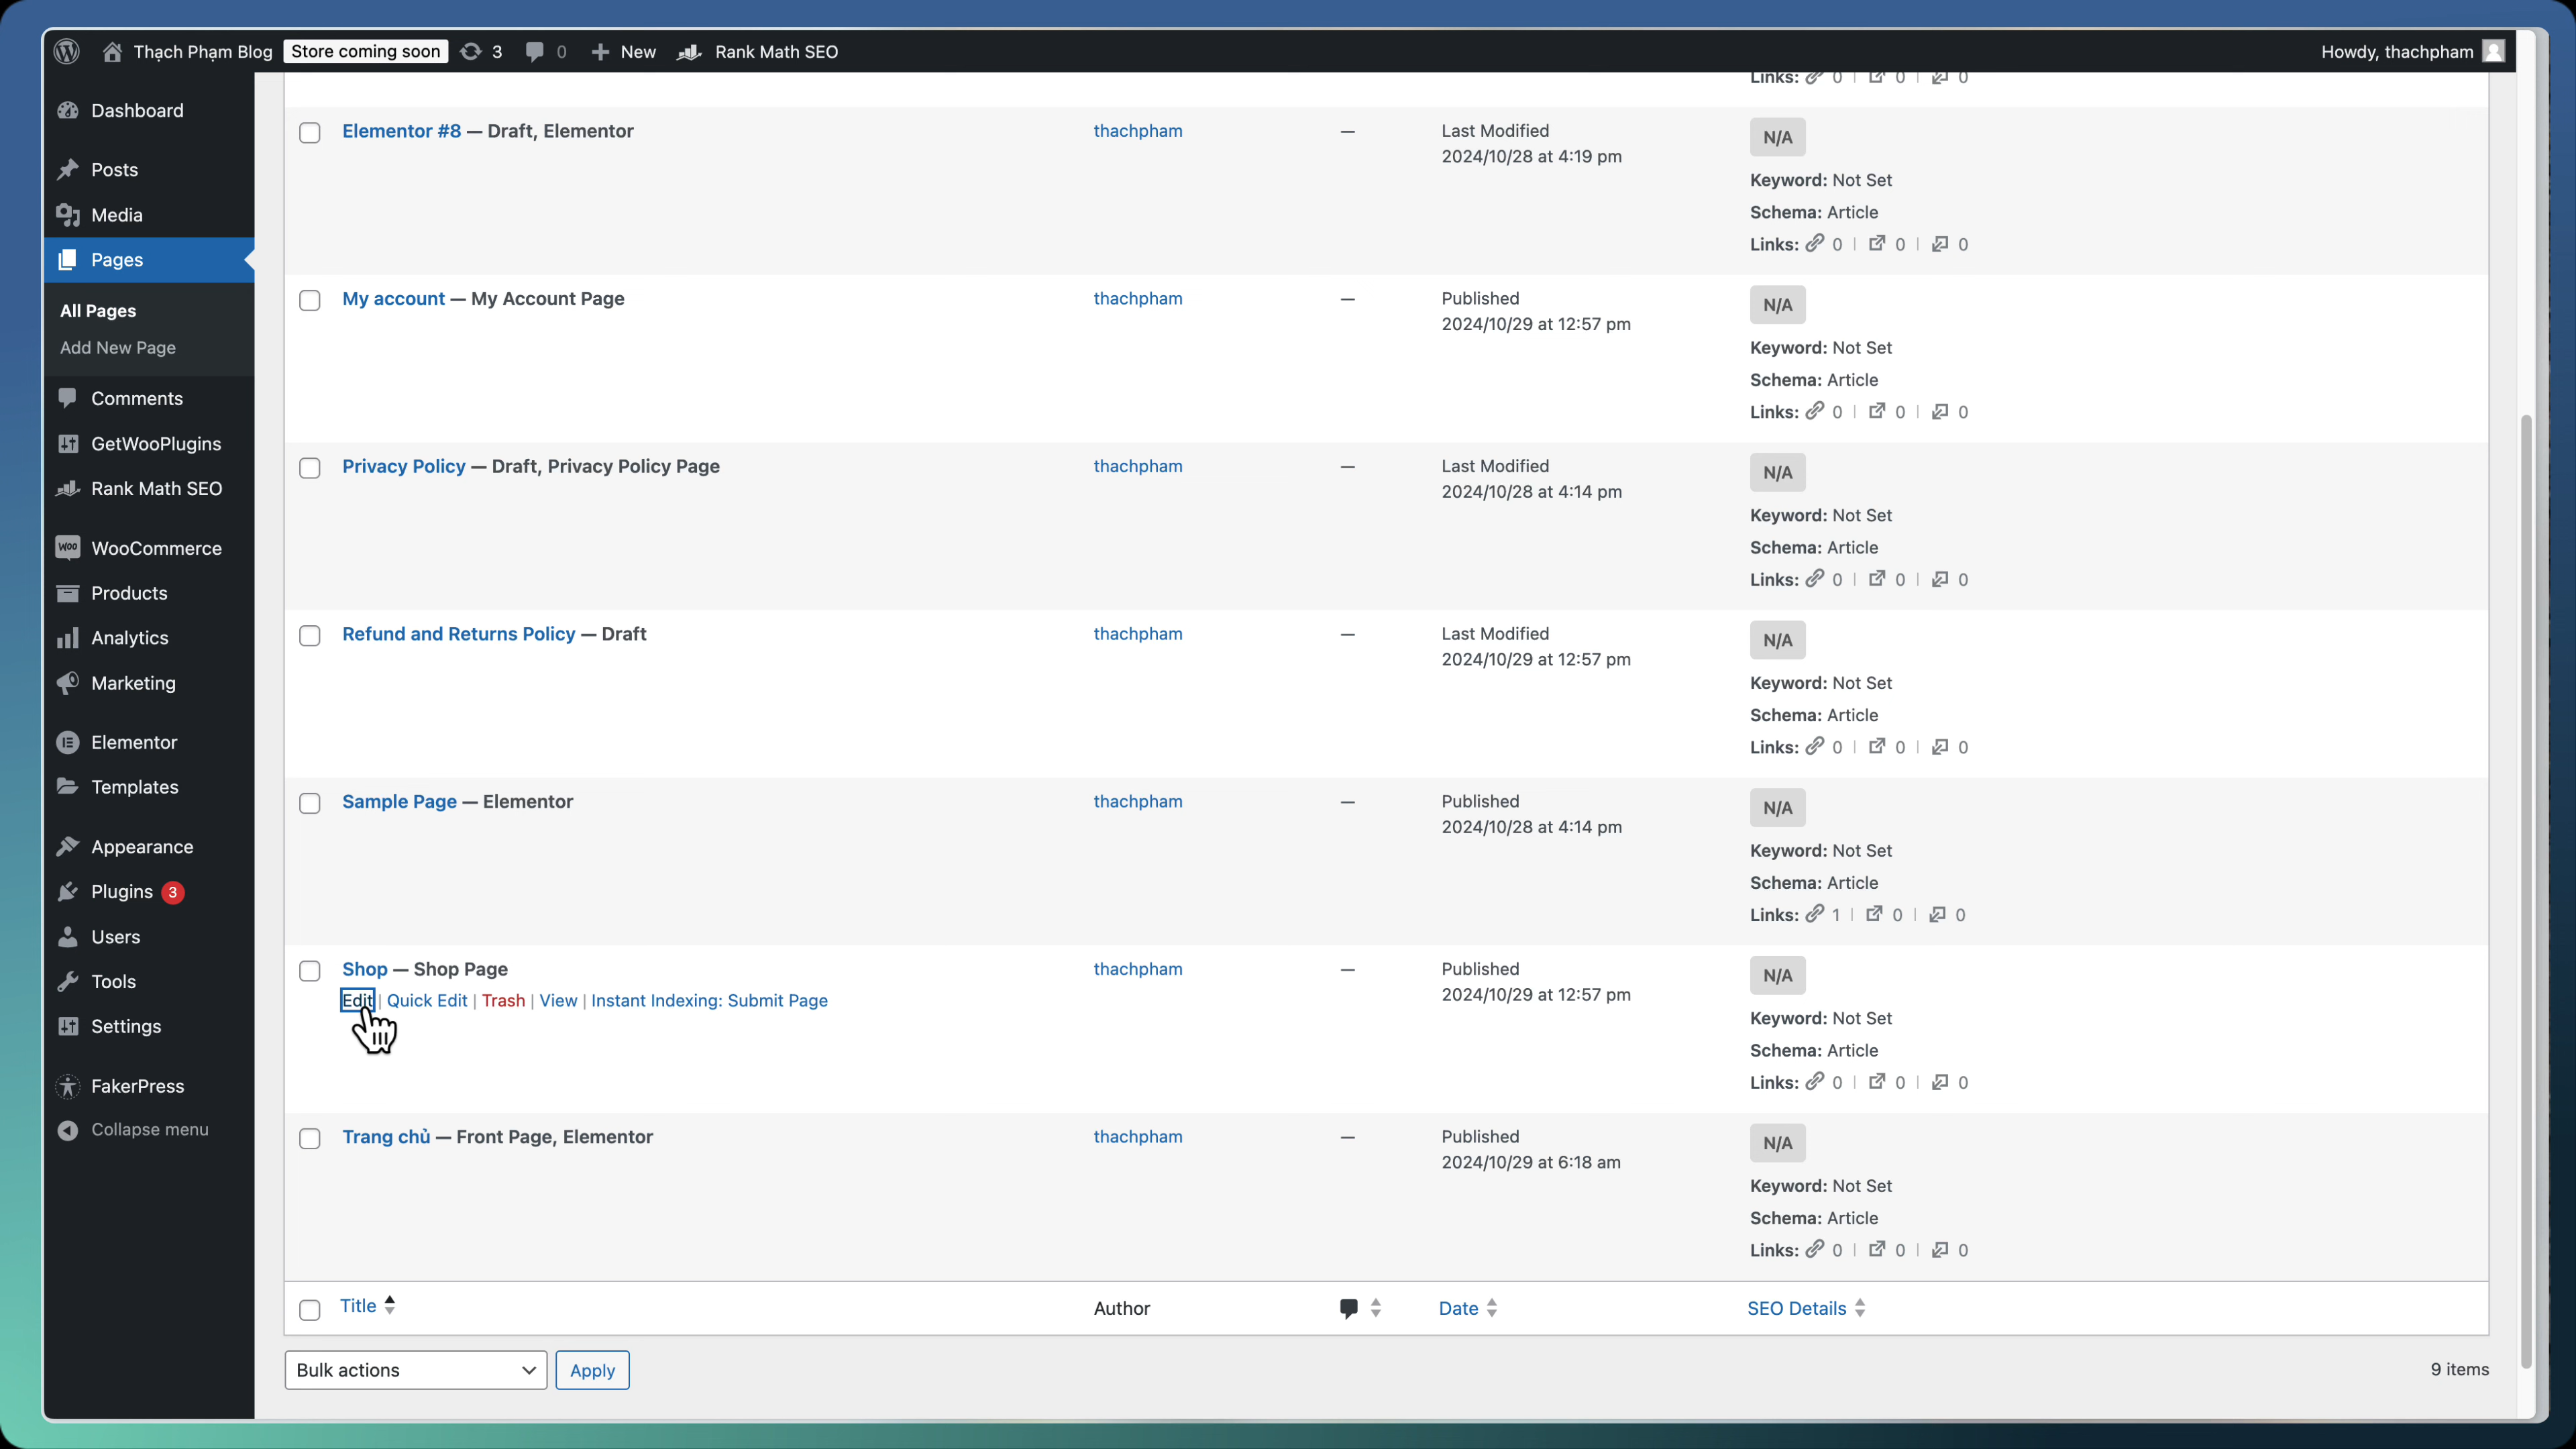 Thạch Phạm Blog Store coming soon 3 0 New Rank Math SEO Howdy, thachpham
Dashboard
Posts
Media
Pages
All Pages
Add New Page
Comments
GetWooPlugins
Rank Math SEO
WooCommerce
Products
Analytics
Marketing
Elementor
Templates
Appearance
Plugins 3
Users
Tools
Settings
FakerPress
Collapse menu
Links: 0 | 0 | 0
Elementor #8 — Draft, Elementor thachpham — Last Modified N/A
2024/10/28 at 4:19 pm
Keyword: Not Set
Schema: Article
Links: 0 | 0 | 0
My account — My Account Page thachpham — Published N/A
2024/10/29 at 12:57 pm
Keyword: Not Set
Schema: Article
Links: 0 | 0 | 0
Privacy Policy — Draft, Privacy Policy Page thachpham — Last Modified N/A
2024/10/28 at 4:14 pm
Keyword: Not Set
Schema: Article
Links: 0 | 0 | 0
Refund and Returns Policy — Draft thachpham — Last Modified N/A
2024/10/29 at 12:57 pm
Keyword: Not Set
Schema: Article
Links: 0 | 0 | 0
Sample Page — Elementor thachpham — Published N/A
2024/10/28 at 4:14 pm
Keyword: Not Set
Schema: Article
Links: 1 | 0 | 0
Shop — Shop Page thachpham — Published N/A
Edit | Quick Edit | Trash | View | Instant Indexing: Submit Page 2024/10/29 at 12:57 pm
Keyword: Not Set
Schema: Article
Links: 0 | 0 | 0
Trang chủ — Front Page, Elementor thachpham — Published N/A
2024/10/29 at 6:18 am
Keyword: Not Set
Schema: Article
Links: 0 | 0 | 0
Title Author Date SEO Details
Bulk actions Apply 9 items